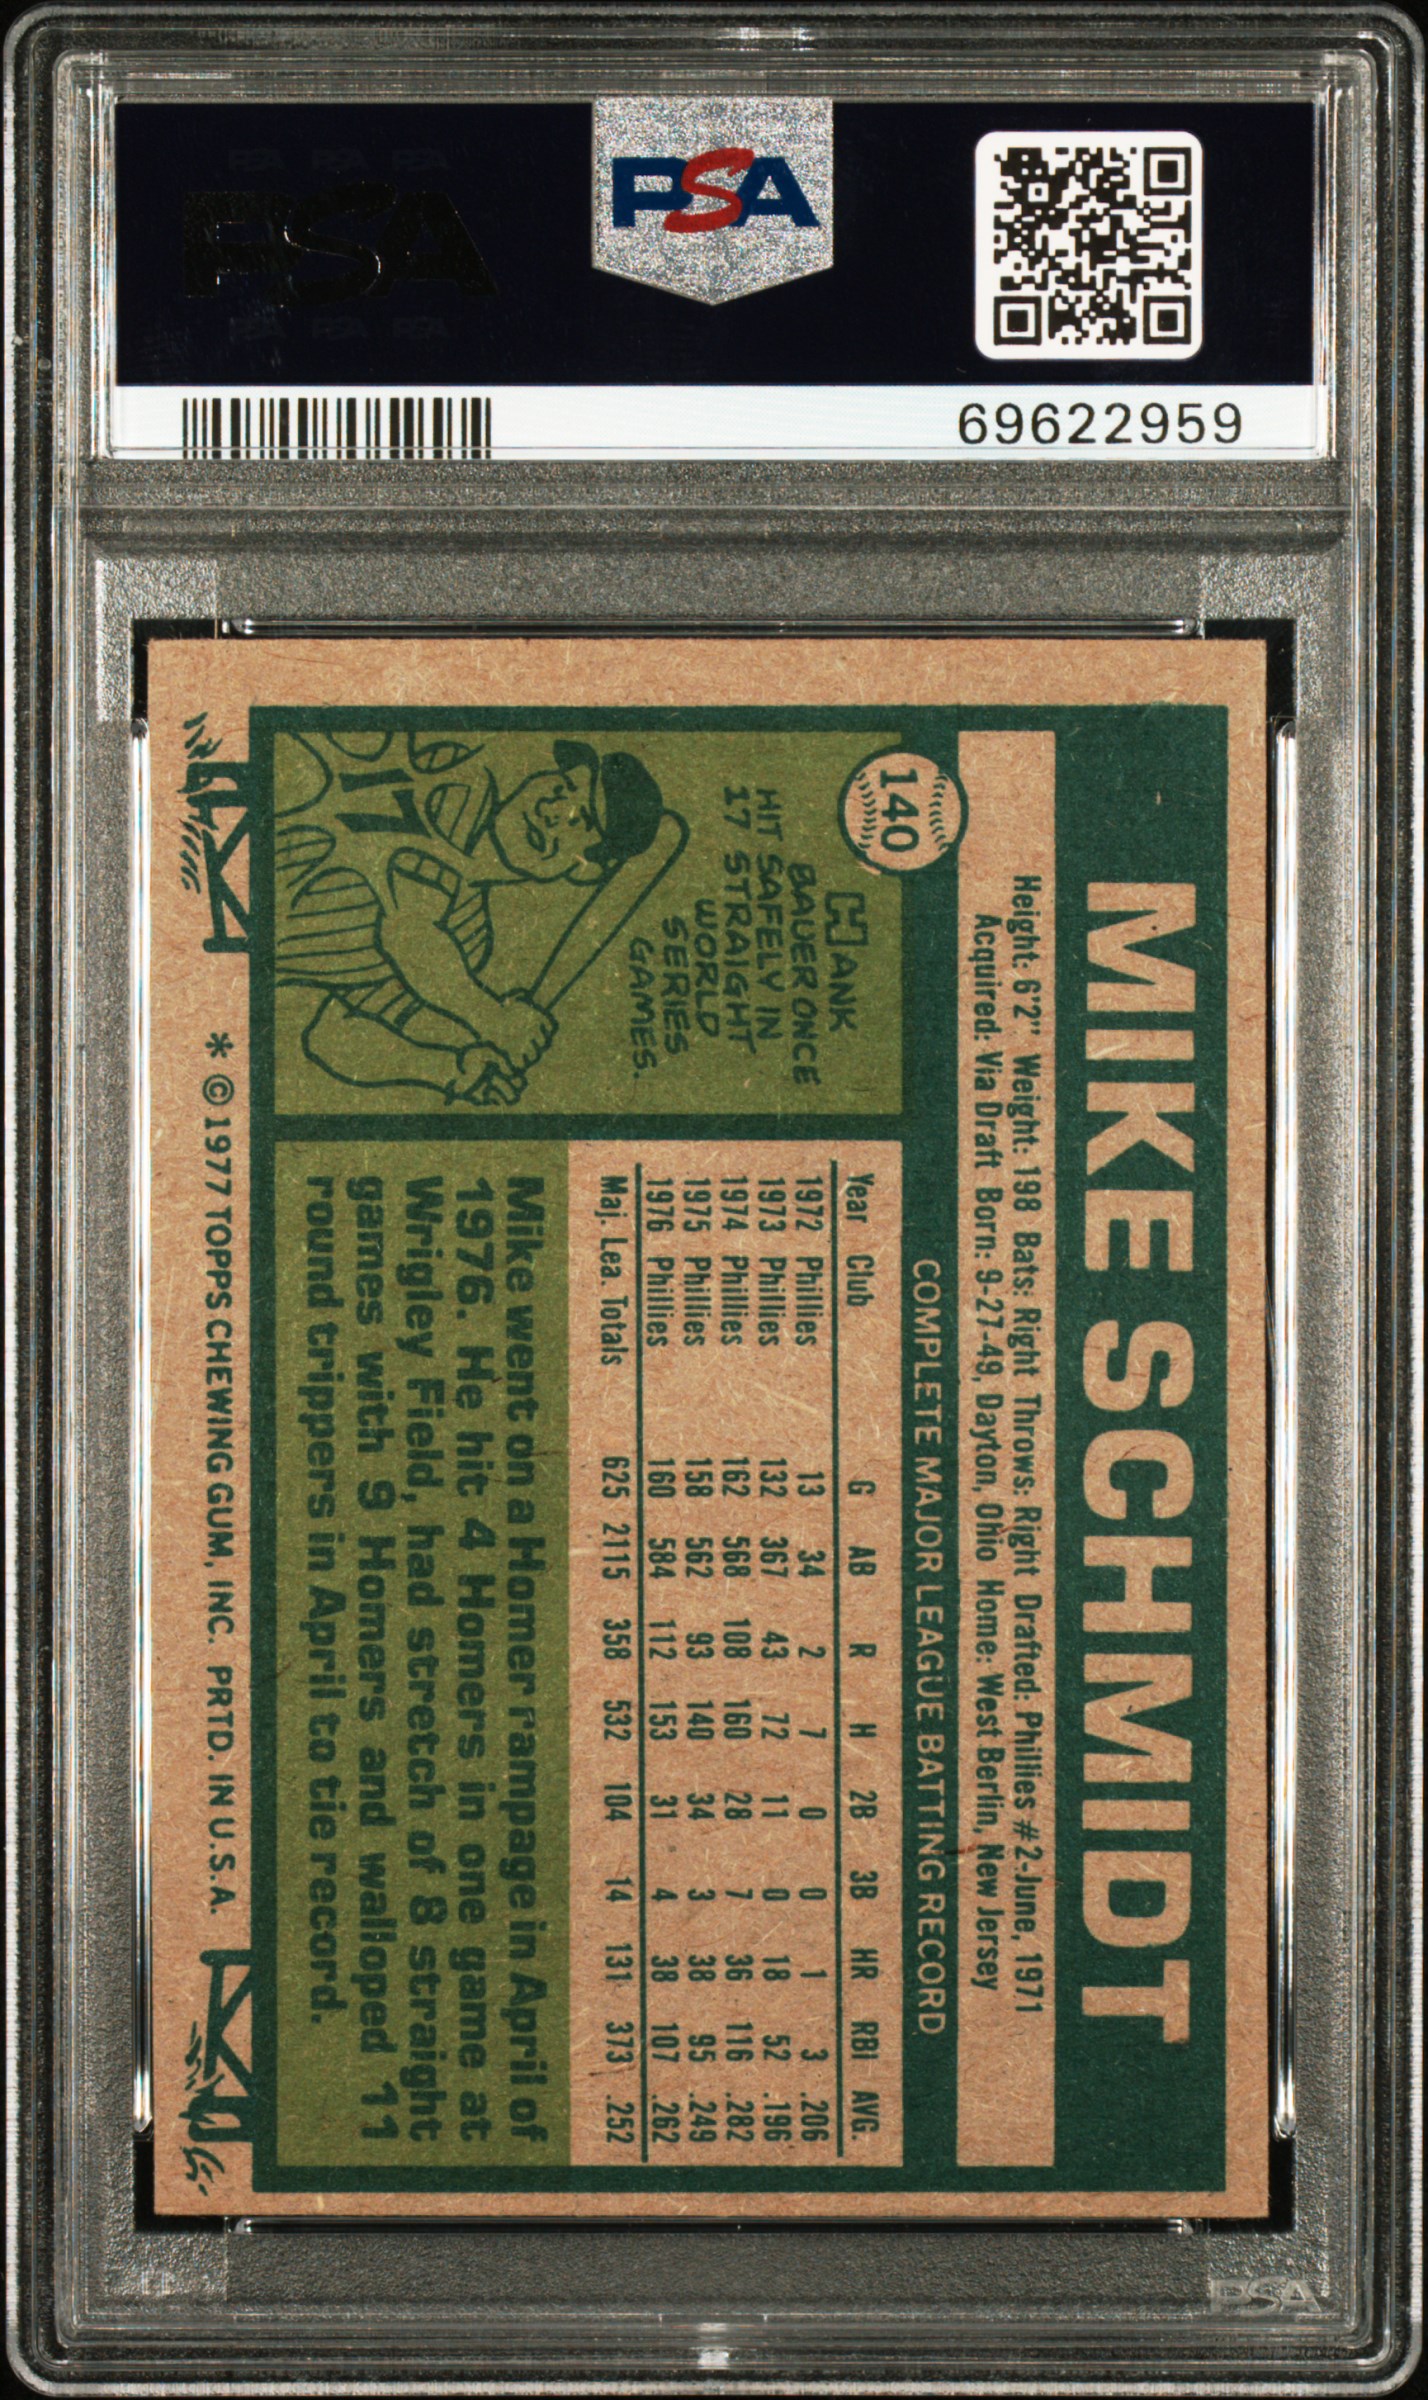 PSA
PSA PSA PSA
PSA
PSA PSA PSA
69622959
MIKE SCHMIDT
Height: 6'2" Weight: 198 Bats: Right Throws: Right Drafted: Phillies #2-June, 1971
Acquired: Via Draft Born: 9-27-49, Dayton, Ohio Home: West Berlin, New Jersey
140
COMPLETE MAJOR LEAGUE BATTING RECORD
HANK
BAUER ONCE
HIT SAFELY IN
17 STRAIGHT
WORLD
SERIES
GAMES.
17
Year Club G AB R H 2B 3B HR RBI AVG.
1972 Phillies 13 34 2 7 0 0 1 3 .206
1973 Phillies 132 367 43 72 11 0 18 52 .196
1974 Phillies 162 568 108 160 28 7 36 116 .282
1975 Phillies 158 562 93 140 34 3 38 95 .249
1976 Phillies 160 584 112 153 31 4 38 107 .262
Maj. Lea. Totals 625 2115 358 532 104 14 131 373 .252
Mike went on a Homer rampage in April of
1976. He hit 4 Homers in one game at
Wrigley Field, had stretch of 8 straight
games with 9 Homers and walloped 11
round trippers in April to tie record.
* © 1977 TOPPS CHEWING GUM, INC. PRTD. IN U.S.A.
PSA